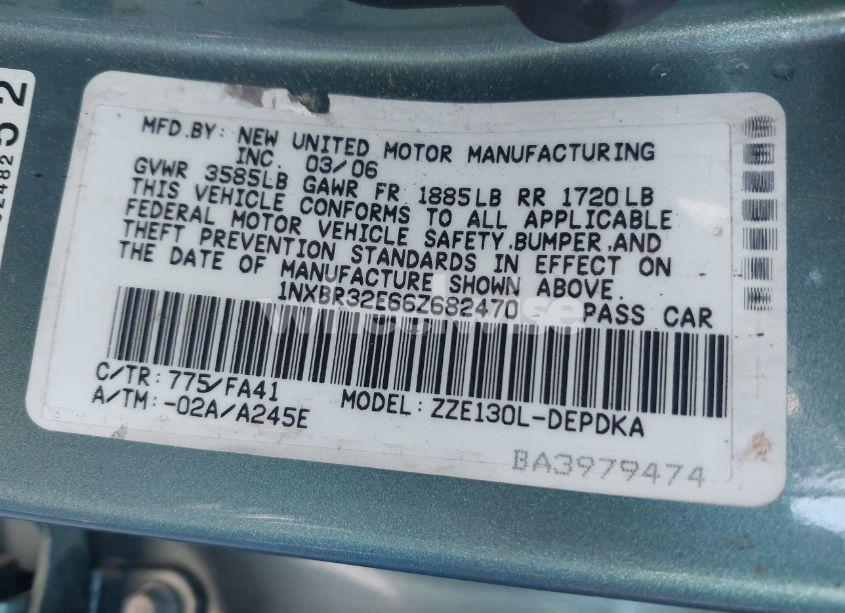 MFD.BY: NEW UNITED MOTOR MANUFACTURING
INC. 03/06
GVWR 3585LB GAWR FR 1885LB RR 1720LB
THIS VEHICLE CONFORMS TO ALL APPLICABLE
FEDERAL MOTOR VEHICLE SAFETY,BUMPER,AND
THEFT PREVENTION STANDARDS IN EFFECT ON
THE DATE OF MANUFACTURE SHOWN ABOVE.
1NXBR32E66Z682470 PASS CAR
C/TR: 775/FA41
A/TM:-02A/A245E MODEL: ZZE130L-DEPDKA
BA3979474